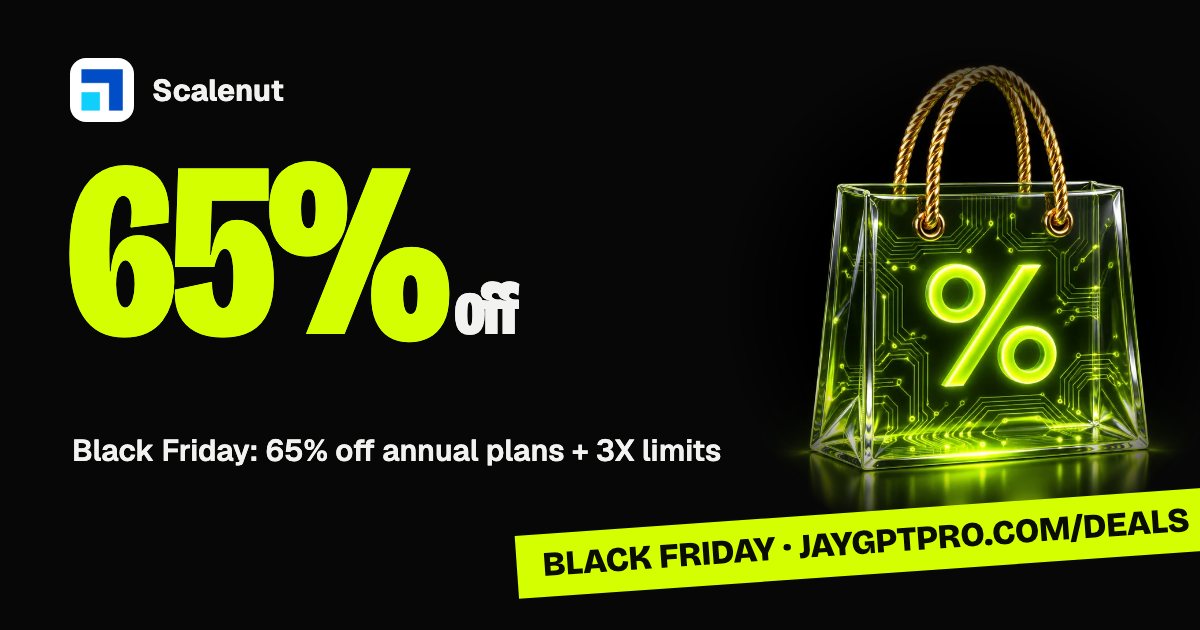 Scalenut
65% off
Black Friday: 65% off annual plans + 3X limits
%
BLACK FRIDAY · JAYGPTPRO.COM/DEALS